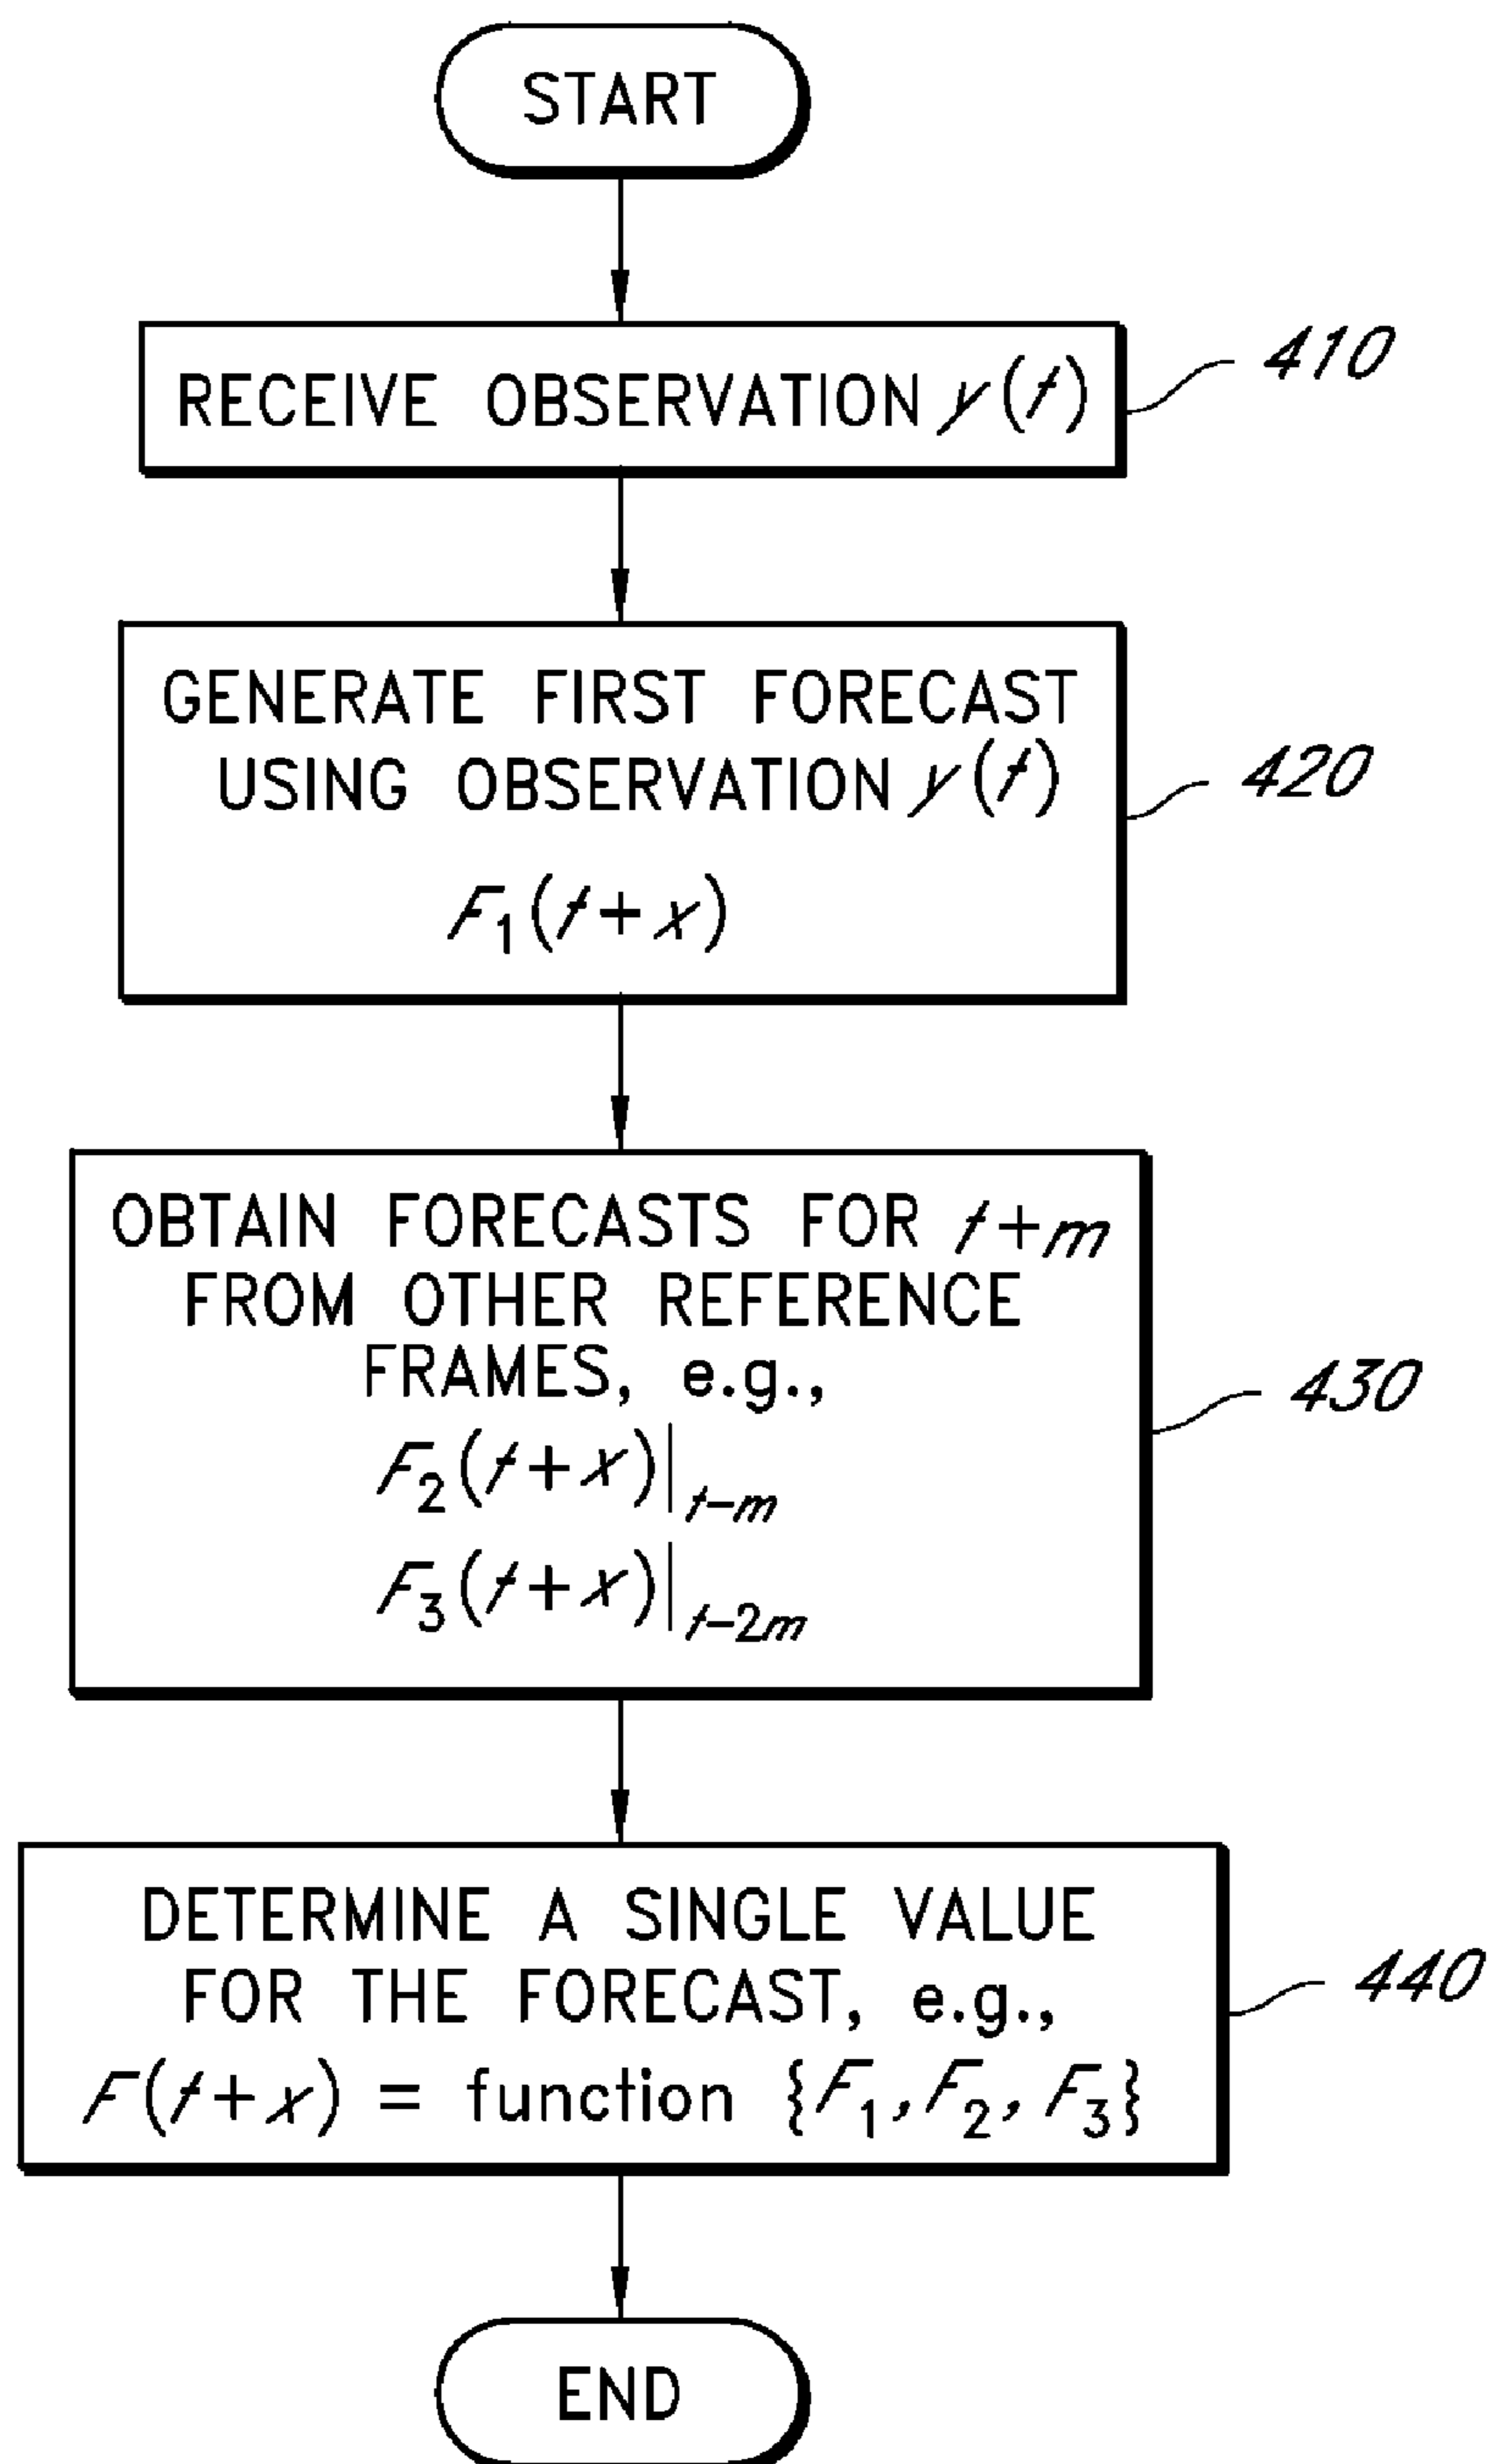 START
RECEIVE OBSERVATION y(t)
410
GENERATE FIRST FORECAST
USING OBSERVATION y(t)
F₁(t+x)
420
OBTAIN FORECASTS FOR t+m
FROM OTHER REFERENCE
FRAMES, e.g.,
F₂(t+x)|t-m
F₃(t+x)|t-2m
430
DETERMINE A SINGLE VALUE
FOR THE FORECAST, e.g.,
F(t+x) = function {F₁, F₂, F₃}
440
END